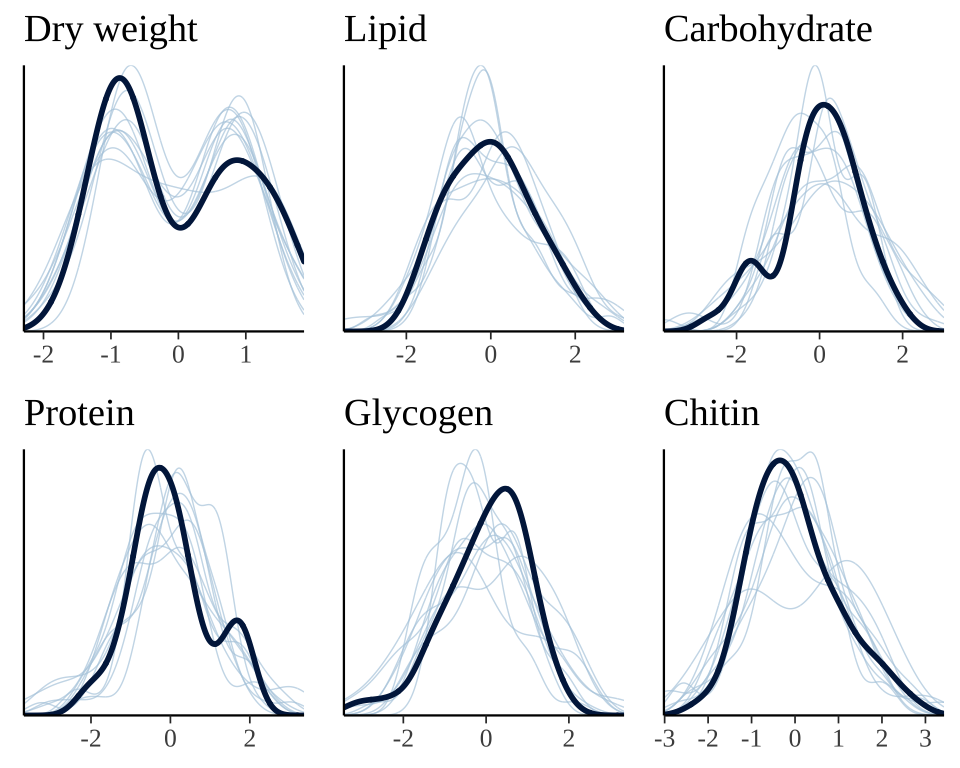 Dry weight
Lipid
Carbohydrate
-2 -1 0 1
-2 0 2
-2 0 2
Protein
Glycogen
Chitin
-2 0 2
-2 0 2
-3 -2 -1 0 1 2 3